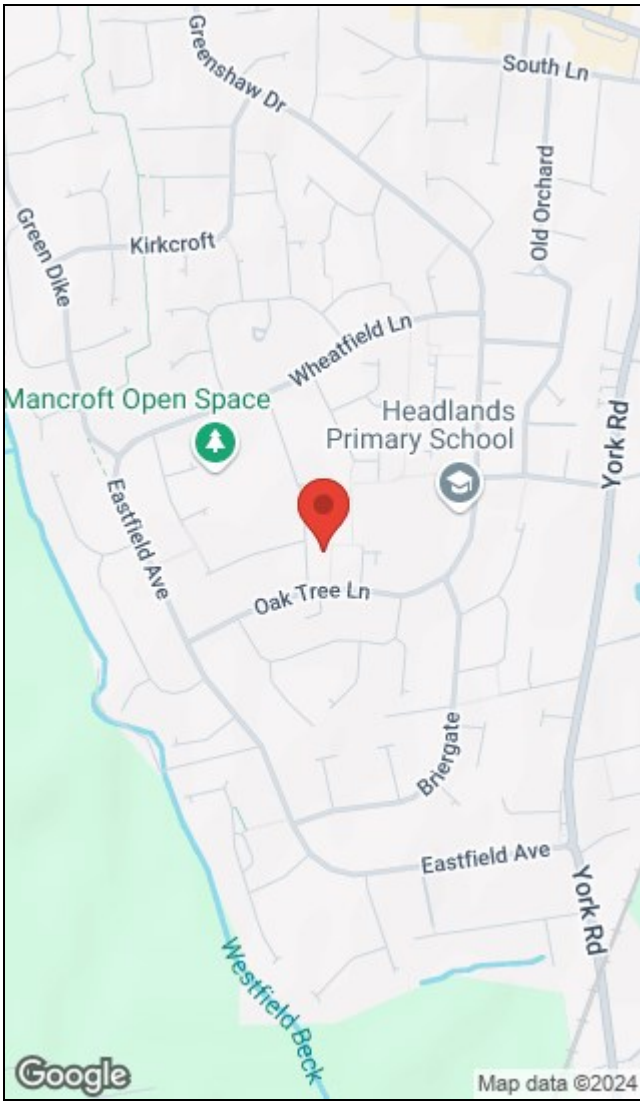 Greenshaw Dr
South Ln
Old Orchard
Green Dike
Kirkcroft
Wheatfield Ln
Mancroft Open Space
Headlands
Primary School
York Rd
Eastfield Ave
Oak Tree Ln
Briergate
Eastfield Ave
York Rd
Westfield Beck
Google
Map data ©2024